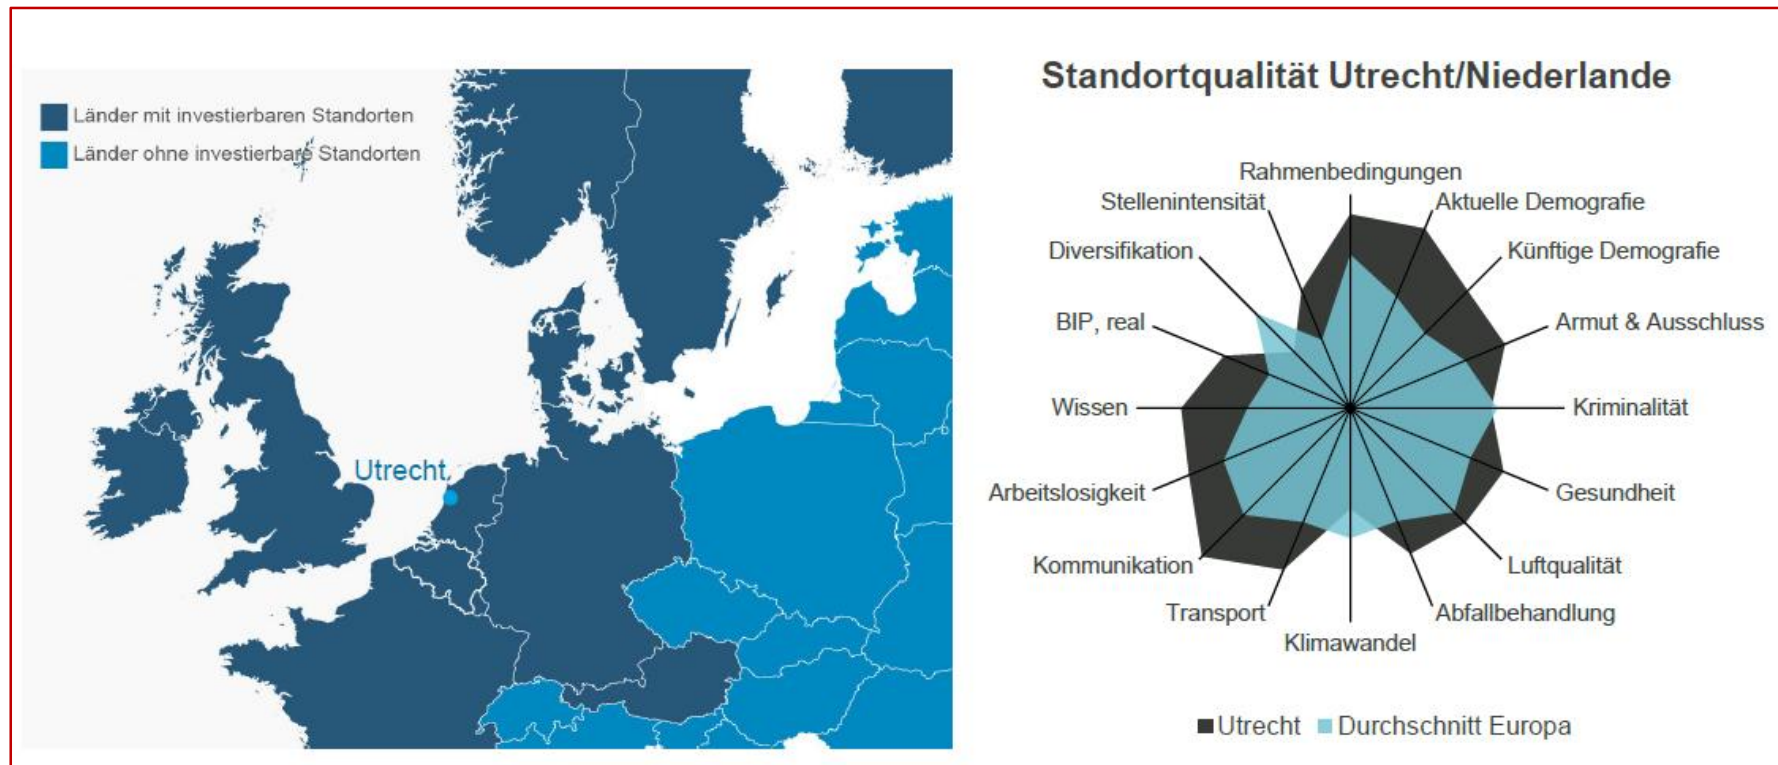 Länder mit investierbaren Standorten
Länder ohne investierbare Standorten
Utrecht
Standortqualität Utrecht/Niederlande
Rahmenbedingungen
Stellenintensität
Aktuelle Demografie
Diversifikation
Künftige Demografie
BIP, real
Armut & Ausschluss
Wissen
Kriminalität
Arbeitslosigkeit
Gesundheit
Kommunikation
Luftqualität
Transport
Abfallbehandlung
Klimawandel
Utrecht
Durchschnitt Europa